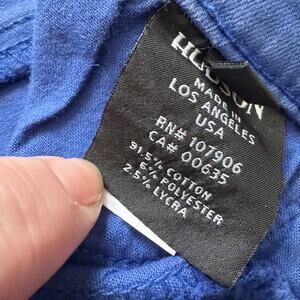 HUDSON
MADE IN
LOS ANGELES
USA
RN# 107906
CA# 00635
91.5% COTTON
6% POLYESTER
2.5% LYCRA